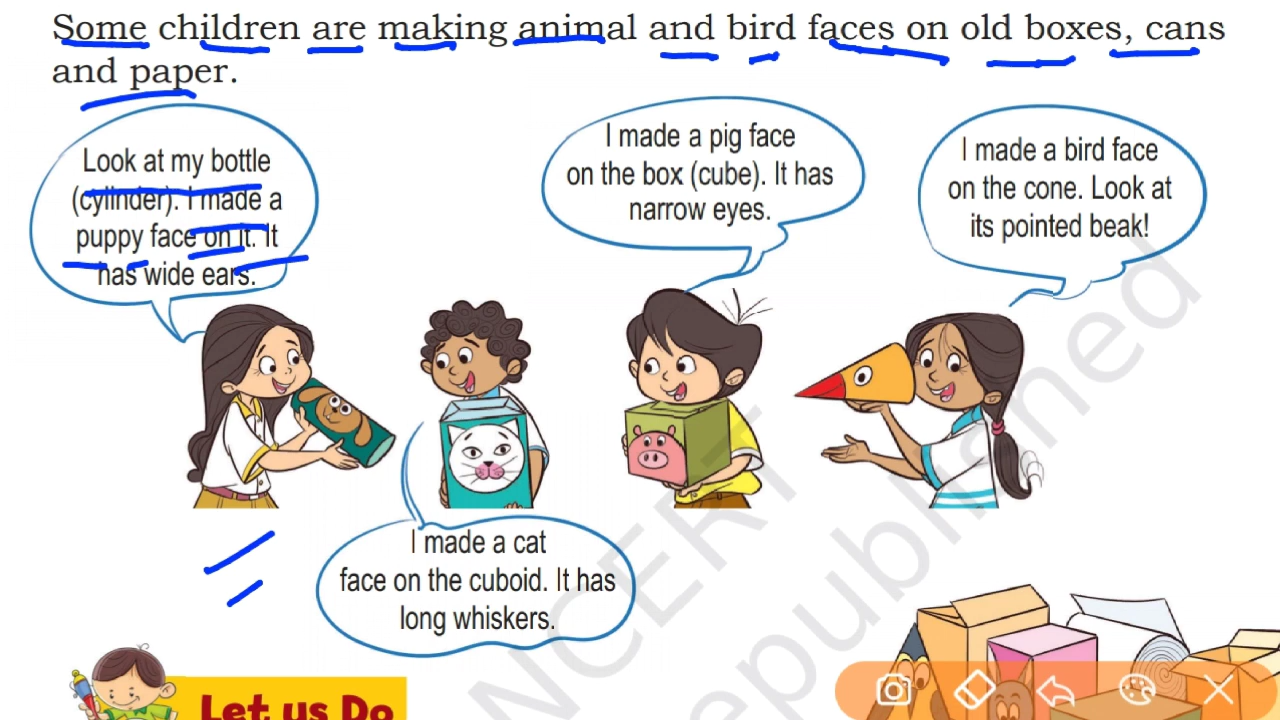 Some children are making animal and bird faces on old boxes, cans
and paper.
Look at my bottle
(cylinder). I made a
puppy face on it. It
has wide ears.
I made a pig face
on the box (cube). It has
narrow eyes.
I made a bird face
on the cone. Look at
its pointed beak!
I made a cat
face on the cuboid. It has
long whiskers.
Let us Do
NCERT
republished